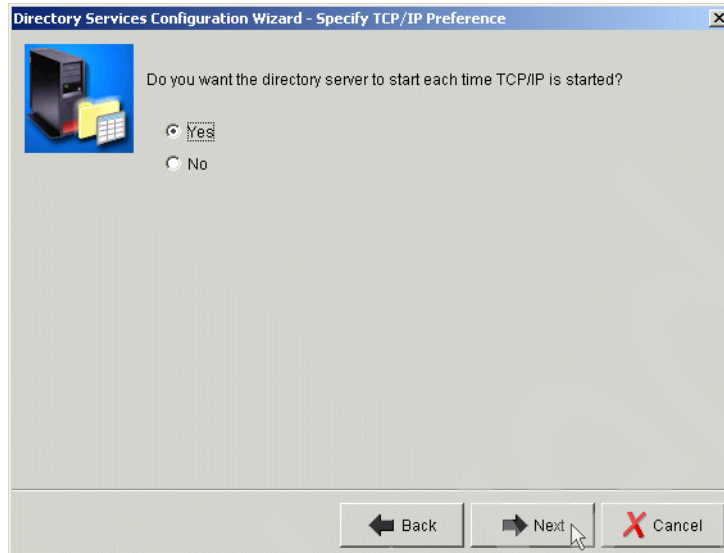 Directory Services Configuration Wizard - Specify TCP/IP Preference
Do you want the directory server to start each time TCP/IP is started?
Yes
No
Back
Next
Cancel